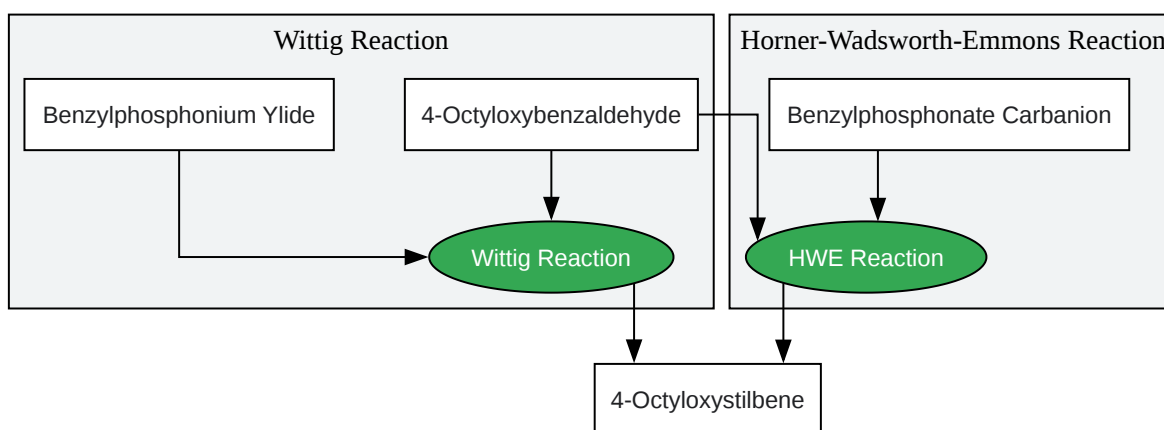 Wittig Reaction
Horner-Wadsworth-Emmons Reaction
Benzylphosphonium Ylide
4-Octyloxybenzaldehyde
Benzylphosphonate Carbanion
Wittig Reaction
HWE Reaction
4-Octyloxystilbene